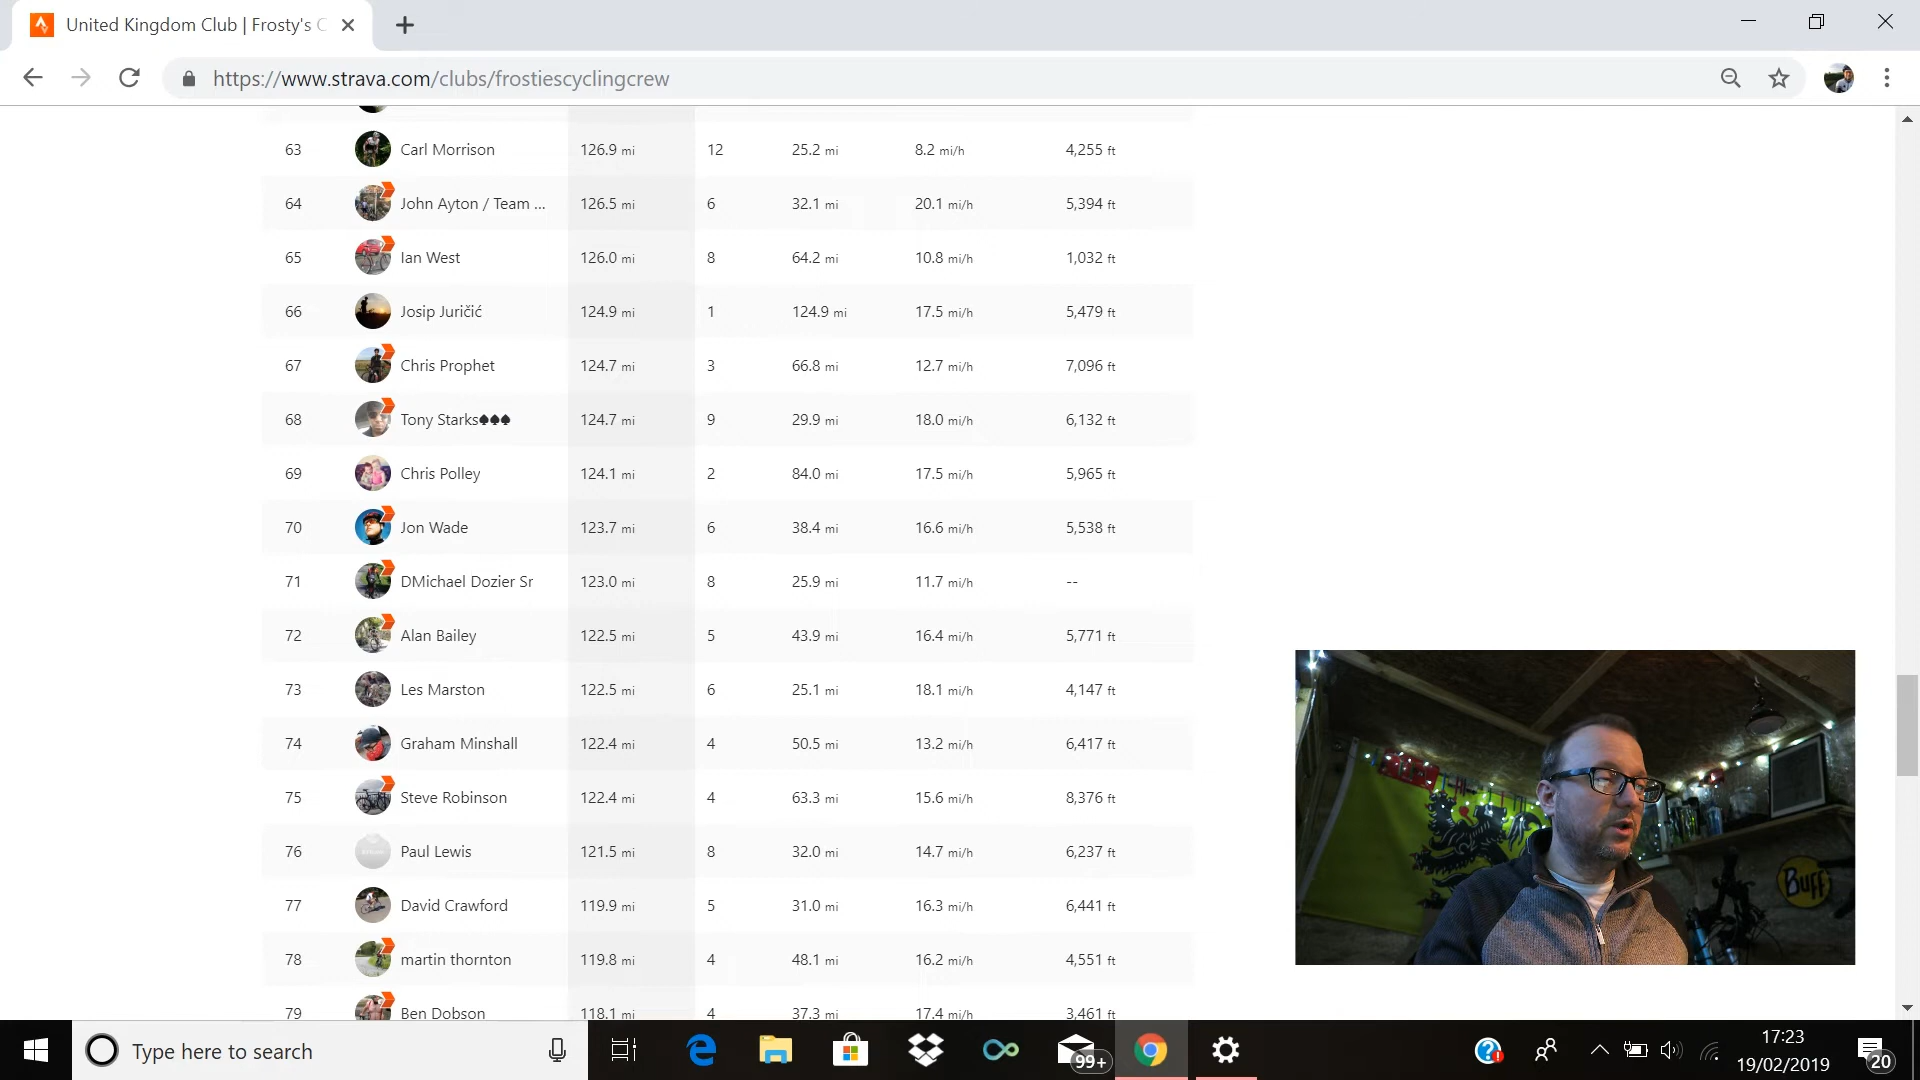 United Kingdom Club | Frosty's C
https://www.strava.com/clubs/frostiescyclingcrew
63 Carl Morrison 126.9 mi 12 25.2 mi 8.2 mi/h 4,255 ft
64 John Ayton / Team ... 126.5 mi 6 32.1 mi 20.1 mi/h 5,394 ft
65 Ian West 126.0 mi 8 64.2 mi 10.8 mi/h 1,032 ft
66 Josip Juričić 124.9 mi 1 124.9 mi 17.5 mi/h 5,479 ft
67 Chris Prophet 124.7 mi 3 66.8 mi 12.7 mi/h 7,096 ft
68 Tony Starks♠♠♠ 124.7 mi 9 29.9 mi 18.0 mi/h 6,132 ft
69 Chris Polley 124.1 mi 2 84.0 mi 17.5 mi/h 5,965 ft
70 Jon Wade 123.7 mi 6 38.4 mi 16.6 mi/h 5,538 ft
71 DMichael Dozier Sr 123.0 mi 8 25.9 mi 11.7 mi/h --
72 Alan Bailey 122.5 mi 5 43.9 mi 16.4 mi/h 5,771 ft
73 Les Marston 122.5 mi 6 25.1 mi 18.1 mi/h 4,147 ft
74 Graham Minshall 122.4 mi 4 50.5 mi 13.2 mi/h 6,417 ft
75 Steve Robinson 122.4 mi 4 63.3 mi 15.6 mi/h 8,376 ft
76 Paul Lewis 121.5 mi 8 32.0 mi 14.7 mi/h 6,237 ft
77 David Crawford 119.9 mi 5 31.0 mi 16.3 mi/h 6,441 ft
78 martin thornton 119.8 mi 4 48.1 mi 16.2 mi/h 4,551 ft
79 Ben Dobson 118.1 mi 4 37.3 mi 17.4 mi/h 3,461 ft
BUFF
Type here to search
99+
17:23
19/02/2019
20